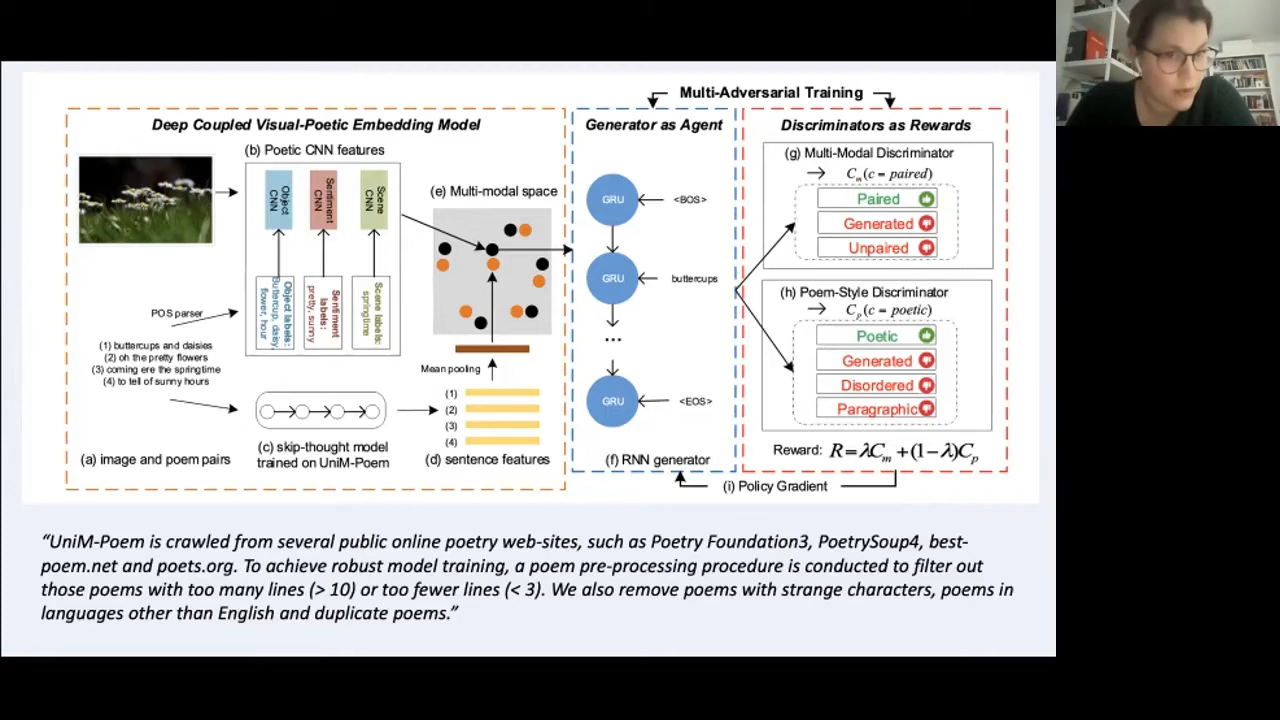 Multi-Adversarial Training
Deep Coupled Visual-Poetic Embedding Model
(b) Poetic CNN features
Object CNN
Sentiment CNN
Scene CNN
(e) Multi-modal space
POS parser
Object labels: Buttercup, daisy, flower, hour
Sentiment labels: pretty, sunny
Scene labels: springtime
(1) buttercups and daisies
(2) oh the pretty flowers
(3) coming ere the springtime
(4) to tell of sunny hours
Mean pooling
(1)
(2)
(3)
(4)
(a) image and poem pairs
(c) skip-thought model
trained on UniM-Poem
(d) sentence features
Generator as Agent
GRU
<BOS>
GRU
buttercups
...
GRU
<EOS>
(f) RNN generator
Discriminators as Rewards
(g) Multi-Modal Discriminator
Cm(c = paired)
Paired
Generated
Unpaired
(h) Poem-Style Discriminator
Cp(c = poetic)
Poetic
Generated
Disordered
Paragraphic
Reward: R=λCm+(1−λ)Cp
(i) Policy Gradient
“UniM-Poem is crawled from several public online poetry web-sites, such as Poetry Foundation3, PoetrySoup4, best-
poem.net and poets.org. To achieve robust model training, a poem pre-processing procedure is conducted to filter out
those poems with too many lines (> 10) or too fewer lines (< 3). We also remove poems with strange characters, poems in
languages other than English and duplicate poems.”